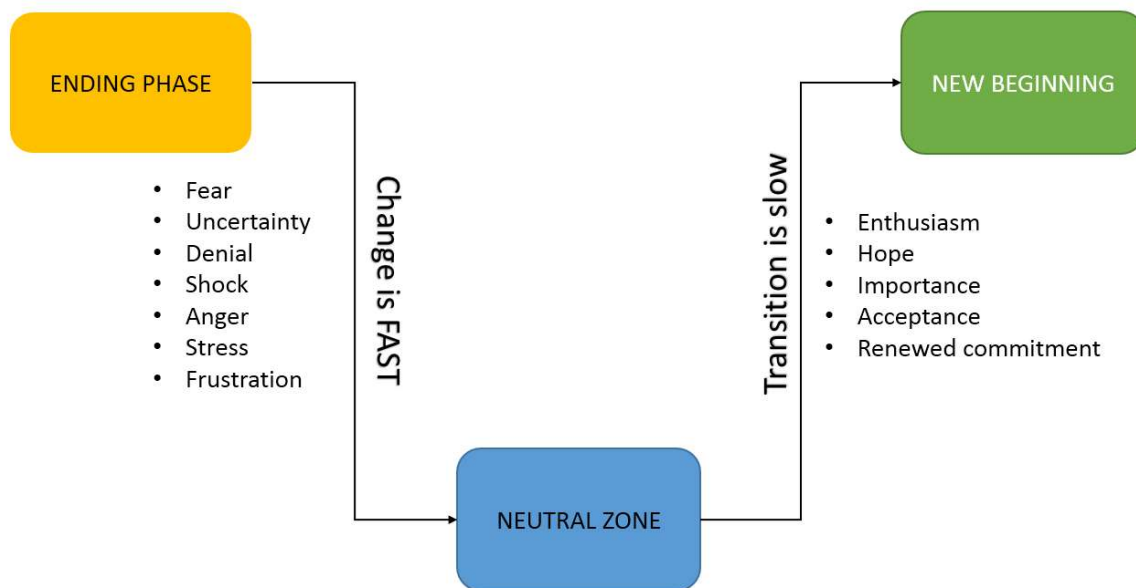 ENDING PHASE
• Fear
• Uncertainty
• Denial
• Shock
• Anger
• Stress
• Frustration
Change is FAST
NEUTRAL ZONE
Transition is slow
NEW BEGINNING
• Enthusiasm
• Hope
• Importance
• Acceptance
• Renewed commitment